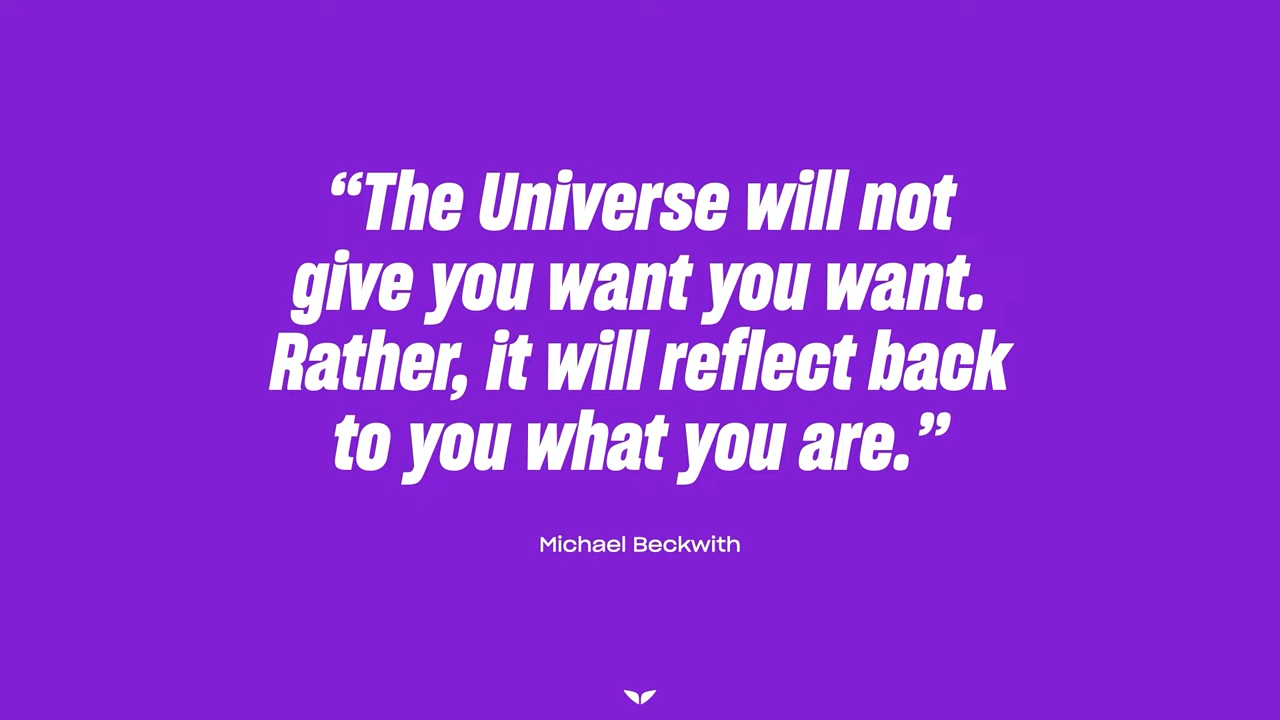 “The Universe will not
give you want you want.
Rather, it will reflect back
to you what you are.”
Michael Beckwith